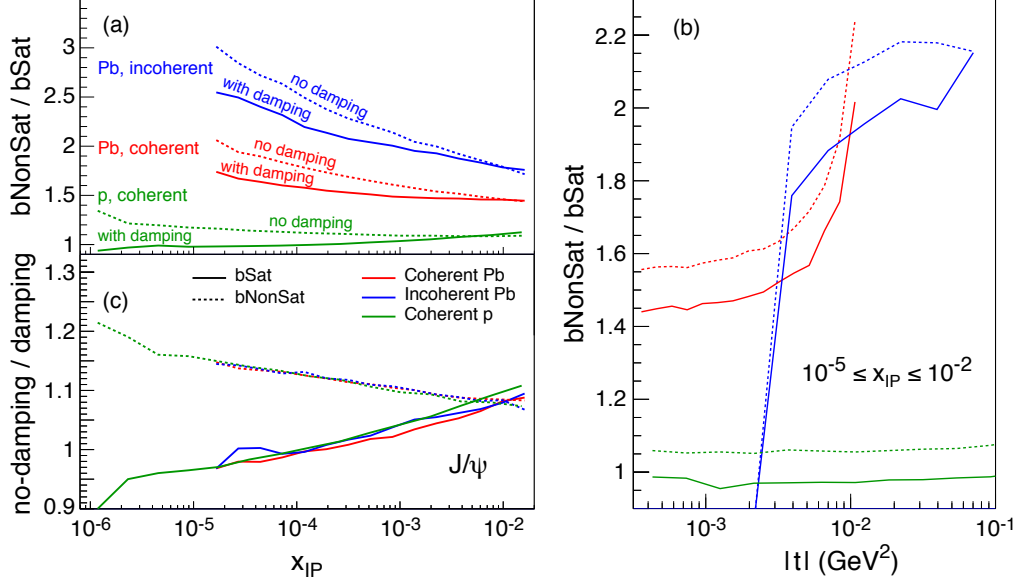 (a)
bNonSat / bSat
3
2.5
2
1.5
1
Pb, incoherent
no damping
with damping
Pb, coherent
no damping
with damping
p, coherent
no damping
with damping
(c)
no-damping / damping
1.3
1.2
1.1
1
0.9
bSat
bNonSat
Coherent Pb
Incoherent Pb
Coherent p
J/ψ
10⁻⁶ 10⁻⁵ 10⁻⁴ 10⁻³ 10⁻²
x_IP
(b)
bNonSat / bSat
2.2
2
1.8
1.6
1.4
1.2
1
10⁻⁵ ≤ x_IP ≤ 10⁻²
10⁻³ 10⁻² 10⁻¹
|t| (GeV²)